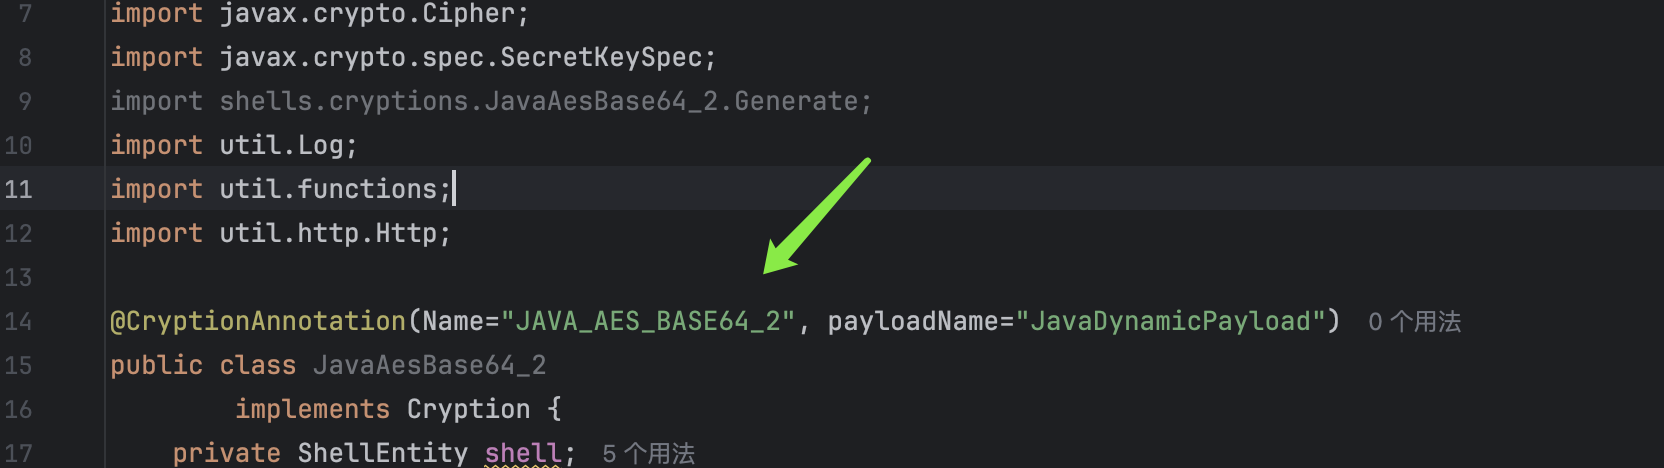 7 import javax.crypto.Cipher;
8 import javax.crypto.spec.SecretKeySpec;
9 import shells.cryptions.JavaAesBase64_2.Generate;
10 import util.Log;
11 import util.functions;
12 import util.http.Http;
13
14 @CryptionAnnotation(Name="JAVA_AES_BASE64_2", payloadName="JavaDynamicPayload") 0 个用法
15 public class JavaAesBase64_2
16 implements Cryption {
17 private ShellEntity shell; 5 个用法